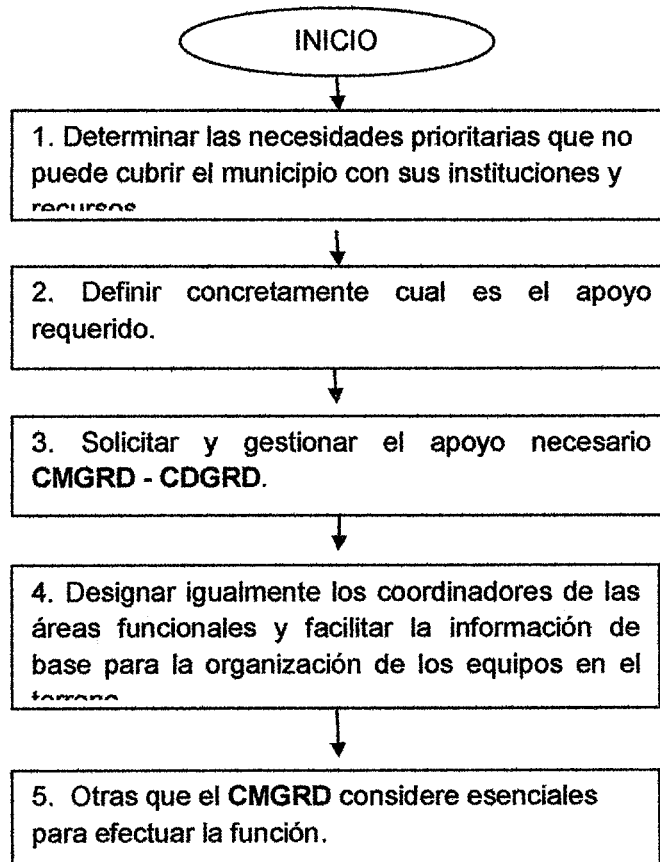 INICIO
1. Determinar las necesidades prioritarias que no
puede cubrir el municipio con sus instituciones y
recursos
2. Definir concretamente cual es el apoyo
requerido.
3. Solicitar y gestionar el apoyo necesario
CMGRD - CDGRD.
4. Designar igualmente los coordinadores de las
áreas funcionales y facilitar la información de
base para la organización de los equipos en el
terreno
5. Otras que el CMGRD considere esenciales
para efectuar la función.